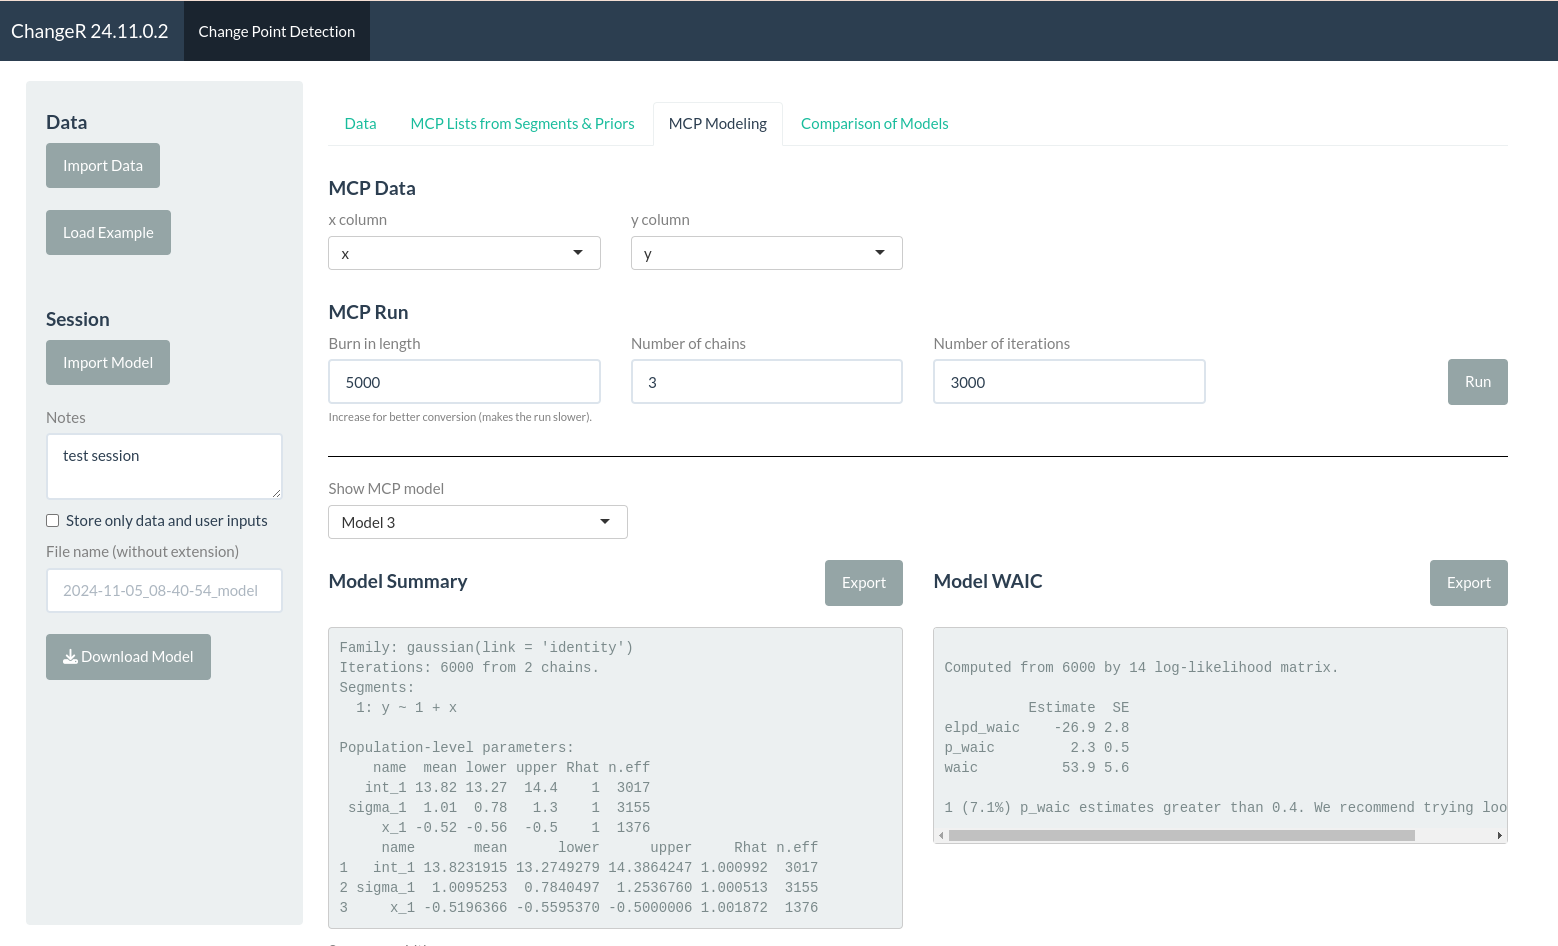 ChangeR 24.11.0.2
Change Point Detection
Data
Import Data
Load Example
Session
Import Model
Notes
test session
Store only data and user inputs
File name (without extension)
2024-11-05_08-40-54_model
Download Model
Data
MCP Lists from Segments & Priors
MCP Modeling
Comparison of Models
MCP Data
x column
y column
x
y
MCP Run
Burn in length
Number of chains
Number of iterations
5000
3
3000
Run
Increase for better conversion (makes the run slower).
Show MCP model
Model 3
Model Summary
Export
Family: gaussian(link = 'identity')
Iterations: 6000 from 2 chains.
Segments:
  1: y ~ 1 + x
Population-level parameters:
    name  mean lower upper Rhat n.eff
   int_1 13.82 13.27  14.4    1  3017
 sigma_1  1.01  0.78   1.3    1  3155
     x_1 -0.52 -0.56  -0.5    1  1376
     name       mean      lower      upper     Rhat n.eff
1   int_1 13.8231915 13.2749279 14.3864247 1.000992  3017
2 sigma_1  1.0095253  0.7840497  1.2536760 1.000513  3155
3     x_1 -0.5196366 -0.5595370 -0.5000006 1.001872  1376
Model WAIC
Export
Computed from 6000 by 14 log-likelihood matrix.
          Estimate  SE
elpd_waic    -26.9 2.8
p_waic         2.3 0.5
waic          53.9 5.6
1 (7.1%) p_waic estimates greater than 0.4. We recommend trying loo